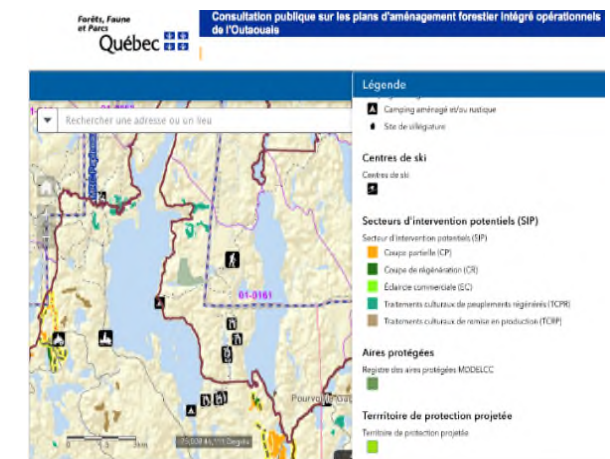 Forêts, Faune
et Parcs
Québec
Consultation publique sur les plans d'aménagement forestier intégré opérationnels
de l'Outaouais
Rechercher une adresse ou un lieu
01-0161
Légende
Camping aménagé et/ou rustique
Site de villégiature
Centres de ski
Centres de ski
Secteurs d'intervention potentiels (SIP)
Secteur d'intervention potentiels (SIP)
Coupe partielle (CP)
Coupe de régénération (CR)
Éclaircie commerciale (EC)
Traitements culturaux de peuplements régénérés (TCPR)
Traitements culturaux de remise en production (TCRP)
Aires protégées
Registre des aires protégées MDDELCC
Terrritoire de protection projetée
Territoire de protection projetée